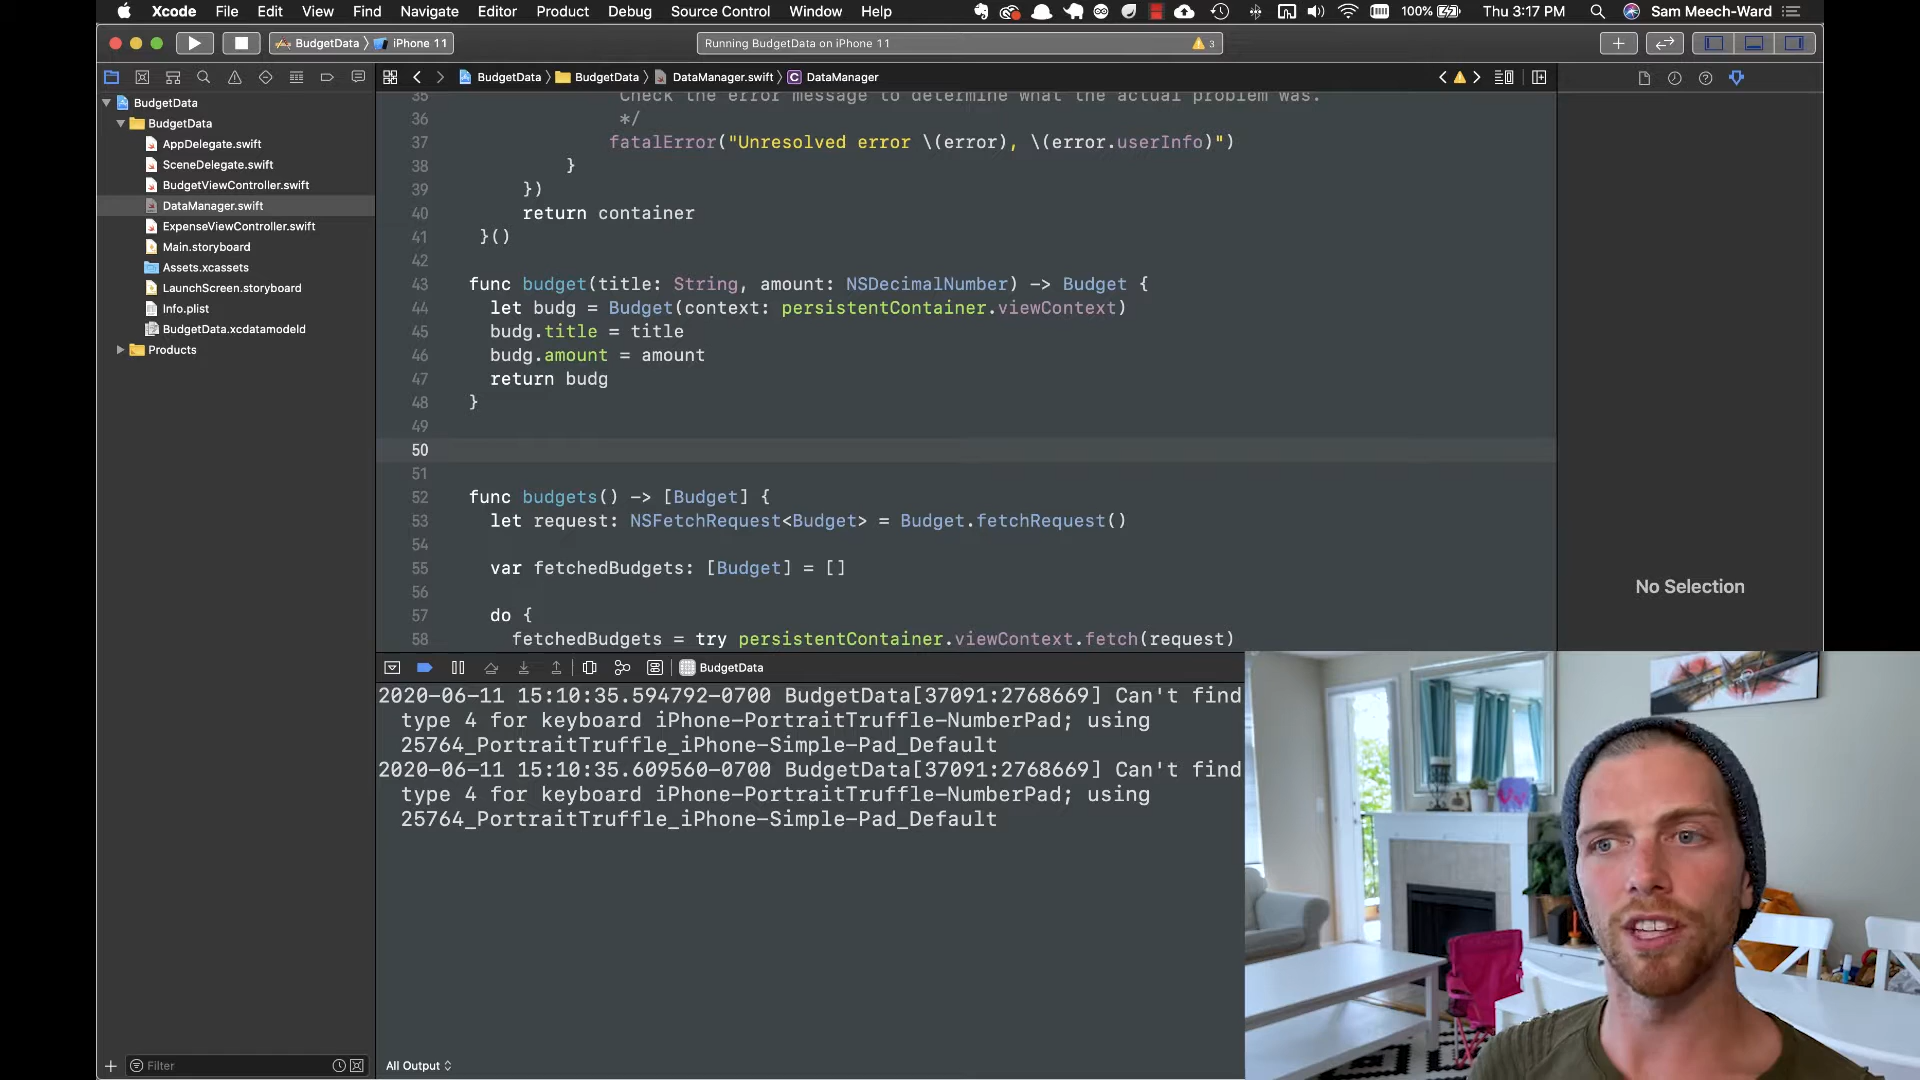 Xcode File Edit View Find Navigate Editor Product Debug Source Control Window Help 100% Thu 3:17 PM Sam Meech-Ward
BudgetData iPhone 11 Running BudgetData on iPhone 11 3
BudgetData BudgetData DataManager.swift C DataManager
BudgetData
BudgetData
AppDelegate.swift
SceneDelegate.swift
BudgetViewController.swift
DataManager.swift
ExpenseViewController.swift
Main.storyboard
Assets.xcassets
LaunchScreen.storyboard
Info.plist
BudgetData.xcdatamodeld
Products
Filter
35 Check the error message to determine what the actual problem was.
36 */
37 fatalError("Unresolved error \(error), \(error.userInfo)")
38 }
39 })
40 return container
41 }()
42
43 func budget(title: String, amount: NSDecimalNumber) -> Budget {
44 let budg = Budget(context: persistentContainer.viewContext)
45 budg.title = title
46 budg.amount = amount
47 return budg
48 }
49
50
51
52 func budgets() -> [Budget] {
53 let request: NSFetchRequest<Budget> = Budget.fetchRequest()
54
55 var fetchedBudgets: [Budget] = []
56
57 do {
58 fetchedBudgets = try persistentContainer.viewContext.fetch(request)
No Selection
BudgetData
2020-06-11 15:10:35.594792-0700 BudgetData[37091:2768669] Can't find
type 4 for keyboard iPhone-PortraitTruffle-NumberPad; using
25764_PortraitTruffle_iPhone-Simple-Pad_Default
2020-06-11 15:10:35.609560-0700 BudgetData[37091:2768669] Can't find
type 4 for keyboard iPhone-PortraitTruffle-NumberPad; using
25764_PortraitTruffle_iPhone-Simple-Pad_Default
All Output